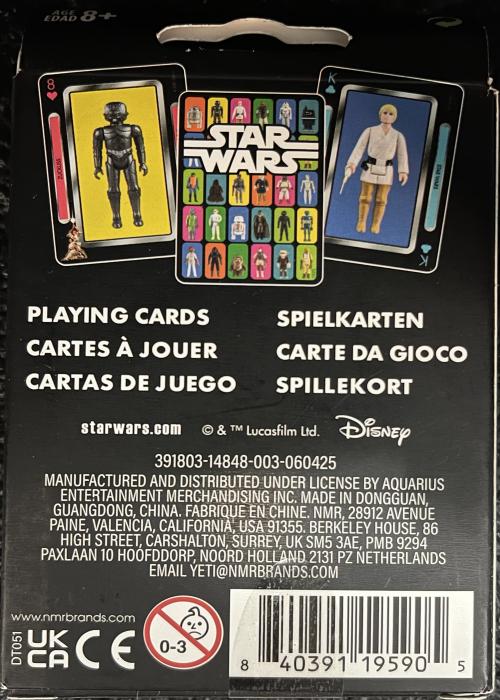 AGE
EDAD 8+
8
K
STAR
WARS
ZUCKUSS
K
PLAYING CARDS
SPIELKARTEN
CARTES À JOUER
CARTE DA GIOCO
CARTAS DE JUEGO
SPILLEKORT
starwars.com © & ™ Lucasfilm Ltd. Disney
391803-14848-003-060425
MANUFACTURED AND DISTRIBUTED UNDER LICENSE BY AQUARIUS
ENTERTAINMENT MERCHANDISING INC. MADE IN DONGGUAN,
GUANGDONG, CHINA. FABRIQUE EN CHINE. NMR, 28912 AVENUE
PAINE, VALENCIA, CALIFORNIA, USA 91355. BERKELEY HOUSE, 86
HIGH STREET, CARSHALTON, SURREY, UK SM5 3AE, PMB 9294
PAXLAAN 10 HOOFDDORP, NOORD HOLLAND 2131 PZ NETHERLANDS
EMAIL YETI@NMRBRANDS.COM
www.nmrbrands.com
DT051
UK
CA CE
0-3
8 40391 19590 5